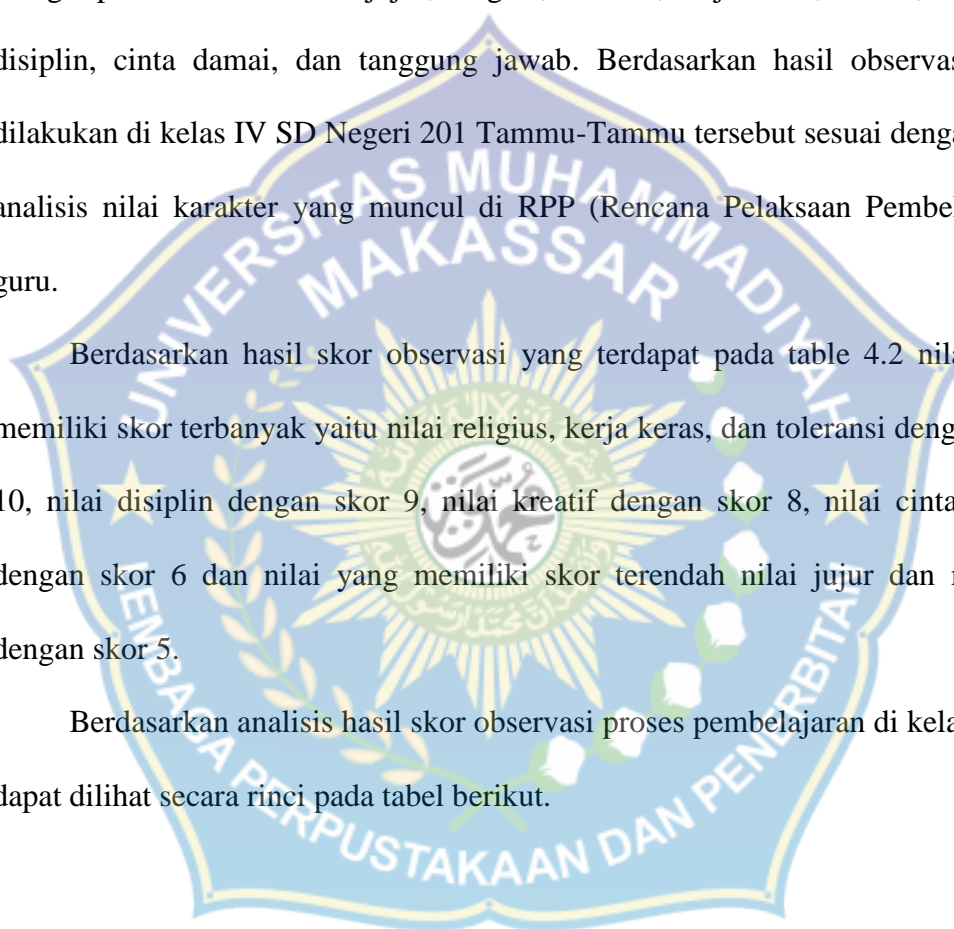 disiplin, cinta damai, dan tanggung jawab. Berdasarkan hasil observas
dilakukan di kelas IV SD Negeri 201 Tammu-Tammu tersebut sesuai denga
analisis nilai karakter yang muncul di RPP (Rencana Pelaksaan Pembel
guru.
Berdasarkan hasil skor observasi yang terdapat pada table 4.2 nila
memiliki skor terbanyak yaitu nilai religius, kerja keras, dan toleransi deng
10, nilai disiplin dengan skor 9, nilai kreatif dengan skor 8, nilai cinta
dengan skor 6 dan nilai yang memiliki skor terendah nilai jujur dan
dengan skor 5.
Berdasarkan analisis hasil skor observasi proses pembelajaran di kela
dapat dilihat secara rinci pada tabel berikut.
UNIVERSITAS MUHAMMADIYAH
MAKASSAR
LEMBAGA PERPUSTAKAAN DAN PENERBITAN